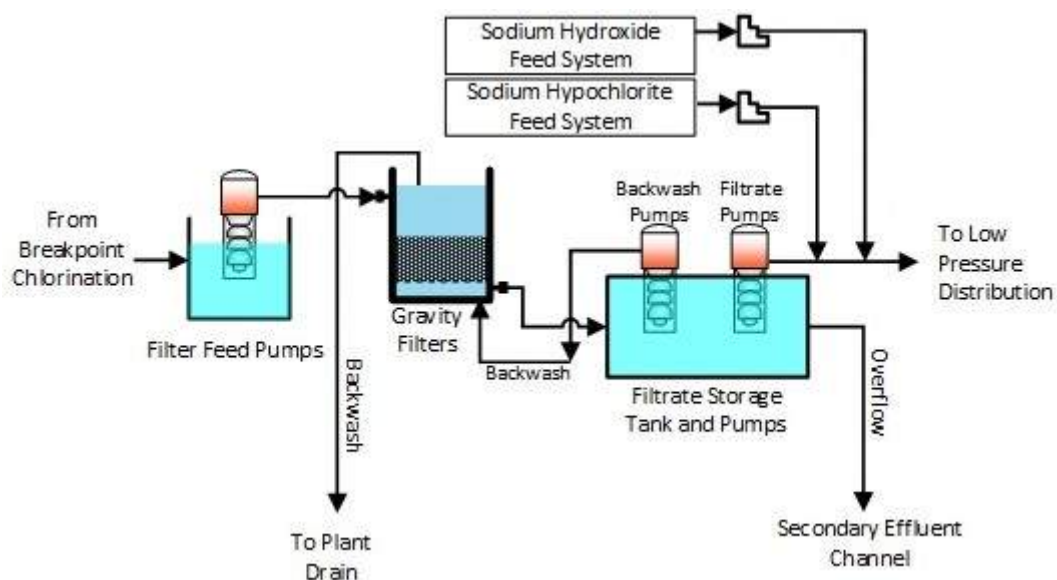 Sodium Hydroxide
Feed System
Sodium Hypochlorite
Feed System
Backwash
Pumps
Filtrate
Pumps
From
Breakpoint
Chlorination
To Low
Pressure
Distribution
Filter Feed Pumps
Gravity
Filters
Backwash
Backwash
Filtrate Storage
Tank and Pumps
Overflow
To Plant
Drain
Secondary Effluent
Channel